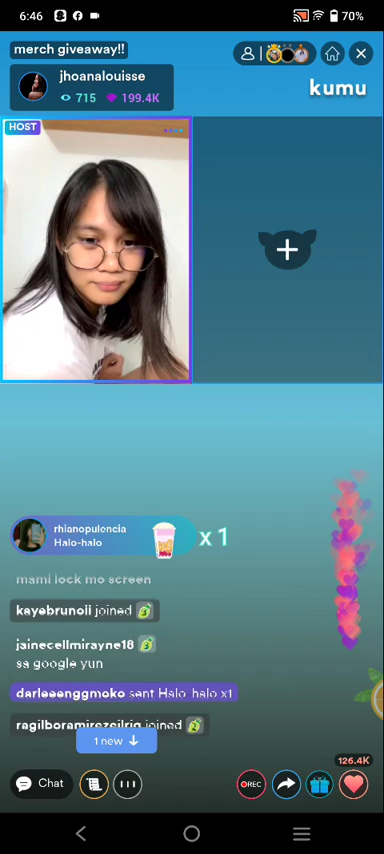 6:46
70%
merch giveaway!!
jhoanalouisse
715 199.4K
kumu
HOST
rhianopulencia
Halo-halo
x 1
mami lock mo screen
kayebrunoli joined
jainecellmirayne18
sa google yun
darleeenggmoko sent Halo-halo x1
joined
1 new
126.4K
Chat
REC